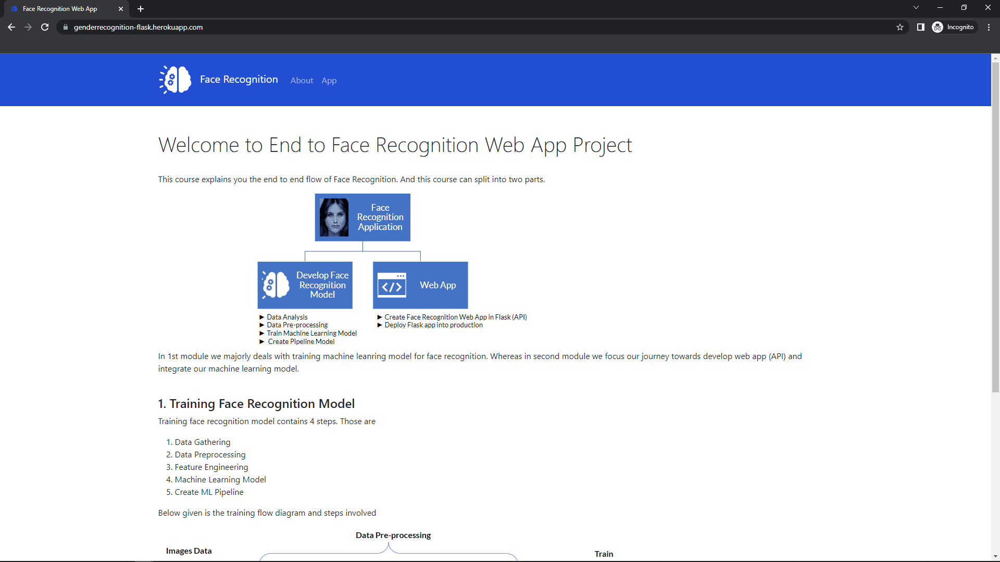 Face Recognition Web App
genderrecognition-flask.herokuapp.com
Incognito
Face Recognition About App
Welcome to End to Face Recognition Web App Project
This course explains you the end to end flow of Face Recognition. And this course can split into two parts.
Face
Recognition
Application
Develop Face
Recognition
Model
Web App
► Data Analysis
► Data Pre-processing
► Train Machine Learning Model
► Create Pipeline Model
► Create Face Recognition Web App in Flask (API)
► Deploy Flask app into production
In 1st module we majorly deals with training machine leanring model for face recognition. Whereas in second module we focus our journey towards develop web app (API) and
integrate our machine learning model.
1. Training Face Recognition Model
Training face recognition model contains 4 steps. Those are
1. Data Gathering
2. Data Preprocessing
3. Feature Engineering
4. Machine Learning Model
5. Create ML Pipeline
Below given is the training flow diagram and steps involved
Data Pre-processing
Images Data
Train